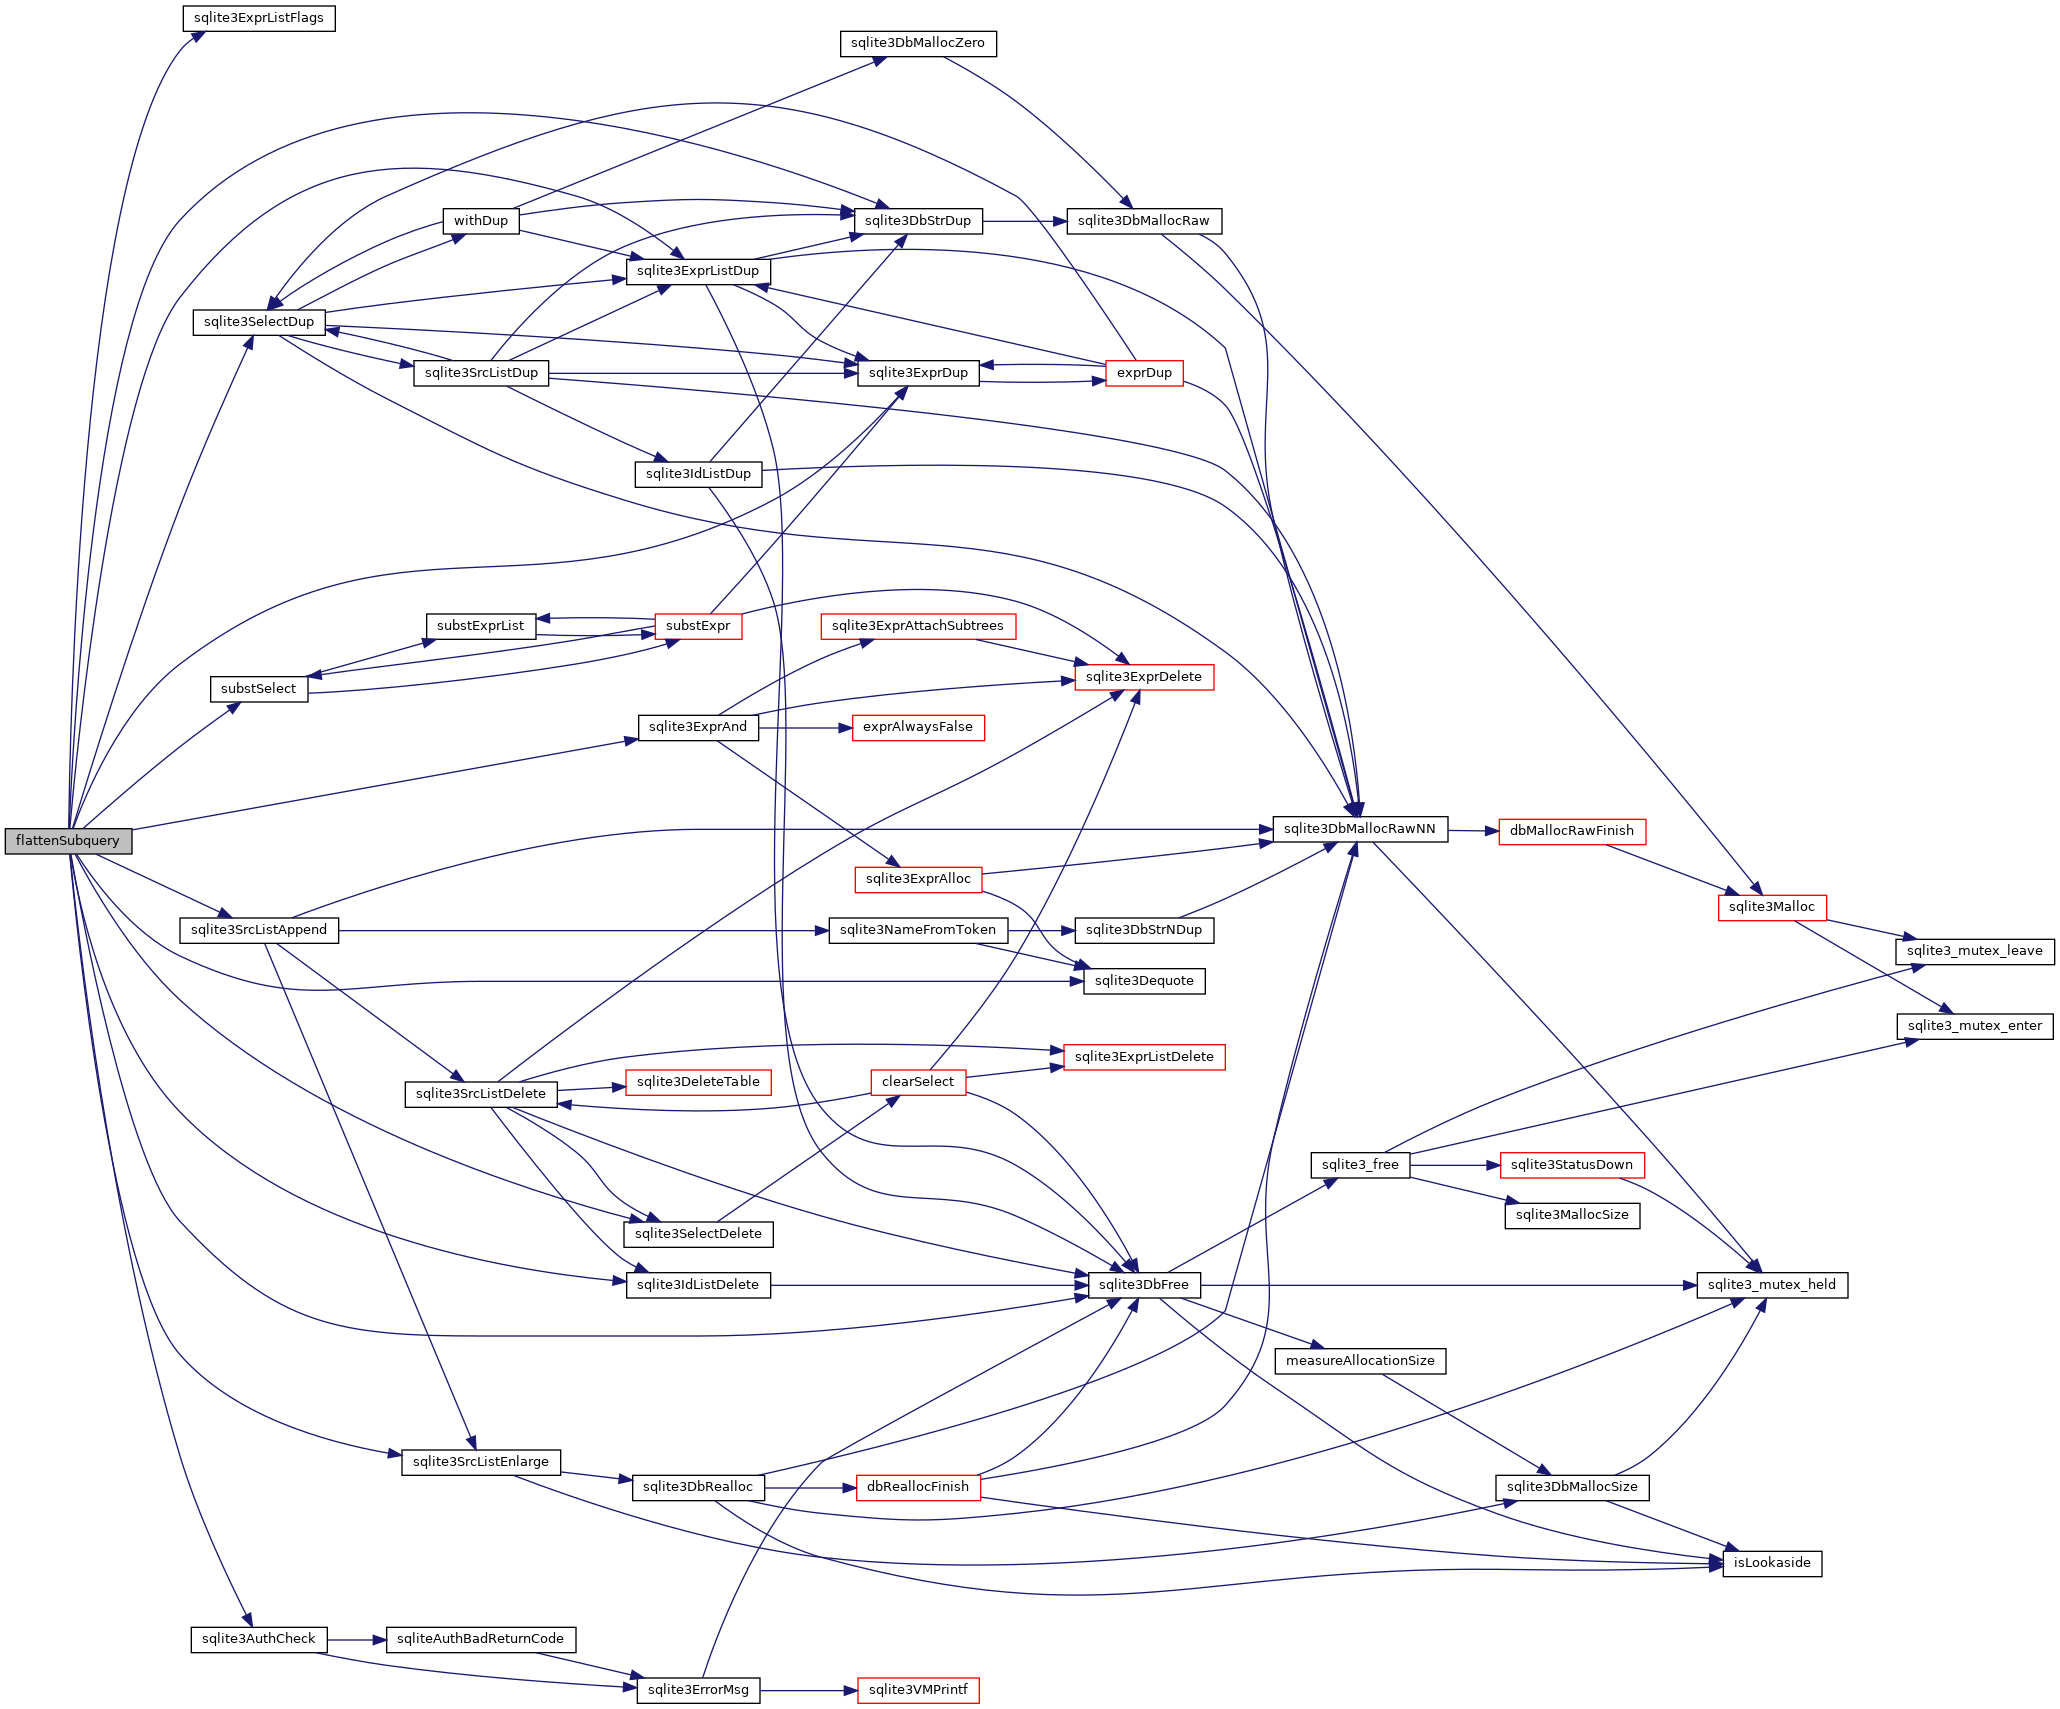 sqlite3ExprListFlags
sqlite3DbMallocZero
withDup
sqlite3DbStrDup
sqlite3DbMallocRaw
sqlite3ExprListDup
sqlite3SelectDup
sqlite3SrcListDup
sqlite3ExprDup
exprDup
sqlite3IdListDup
substExprList
substExpr
sqlite3ExprAttachSubtrees
sqlite3ExprDelete
substSelect
sqlite3ExprAnd
exprAlwaysFalse
flattenSubquery
sqlite3DbMallocRawNN
dbMallocRawFinish
sqlite3ExprAlloc
sqlite3Malloc
sqlite3SrcListAppend
sqlite3NameFromToken
sqlite3DbStrNDup
sqlite3_mutex_leave
sqlite3Dequote
sqlite3_mutex_enter
sqlite3ExprListDelete
sqlite3DeleteTable
clearSelect
sqlite3SrcListDelete
sqlite3_free
sqlite3StatusDown
sqlite3MallocSize
sqlite3SelectDelete
sqlite3IdListDelete
sqlite3DbFree
sqlite3_mutex_held
measureAllocationSize
sqlite3SrcListEnlarge
sqlite3DbRealloc
dbReallocFinish
sqlite3DbMallocSize
isLookaside
sqlite3AuthCheck
sqliteAuthBadReturnCode
sqlite3ErrorMsg
sqlite3VMPrintf